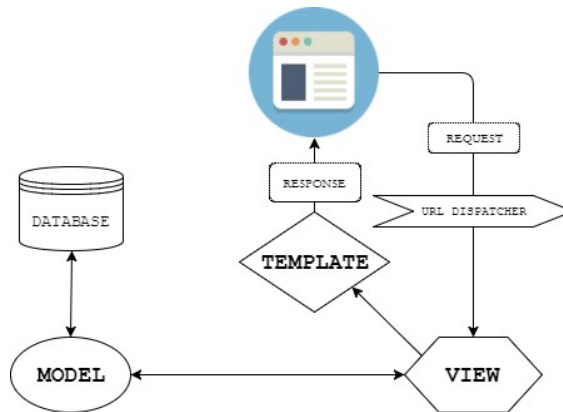 REQUEST
RESPONSE
DATABASE
URL DISPATCHER
TEMPLATE
MODEL
VIEW